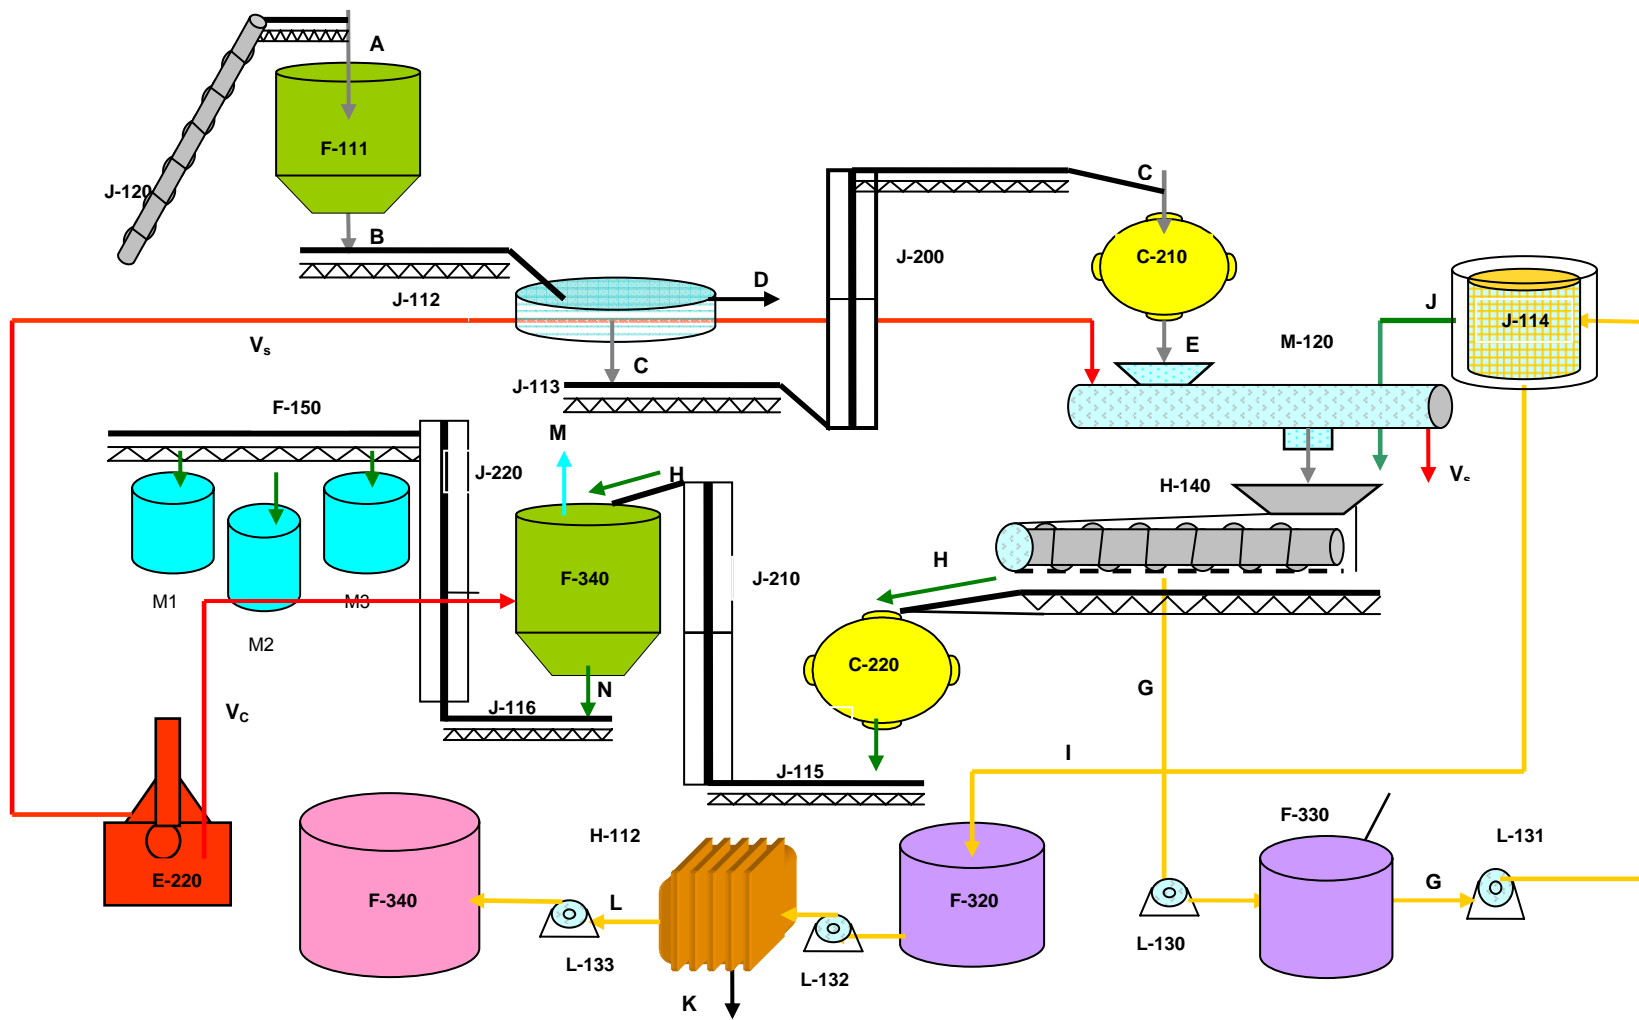 A
F-111
J-120
B
J-112
D
J-200
C
C-210
J
J-114
E
M-120
Vs
C
J-113
F-150
M
J-220
H
Vs
H-140
H
F-340
J-210
M1
M3
M2
C-220
G
N
J-116
VC
I
J-115
F-330
H-112
L-131
E-220
F-340
L
F-320
G
L-130
L-133
L-132
K